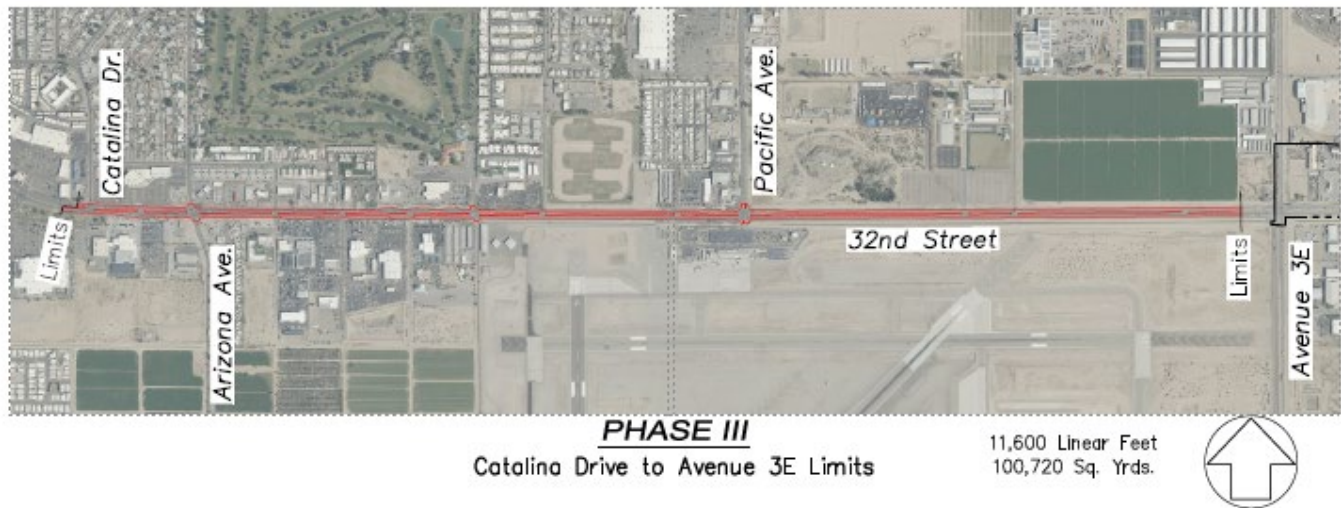 Catalina Dr.
Pacific Ave.
Limits
Arizona Ave.
32nd Street
Limits
Avenue 3E
PHASE III
Catalina Drive to Avenue 3E Limits
11,600 Linear Feet
100,720 Sq. Yrds.